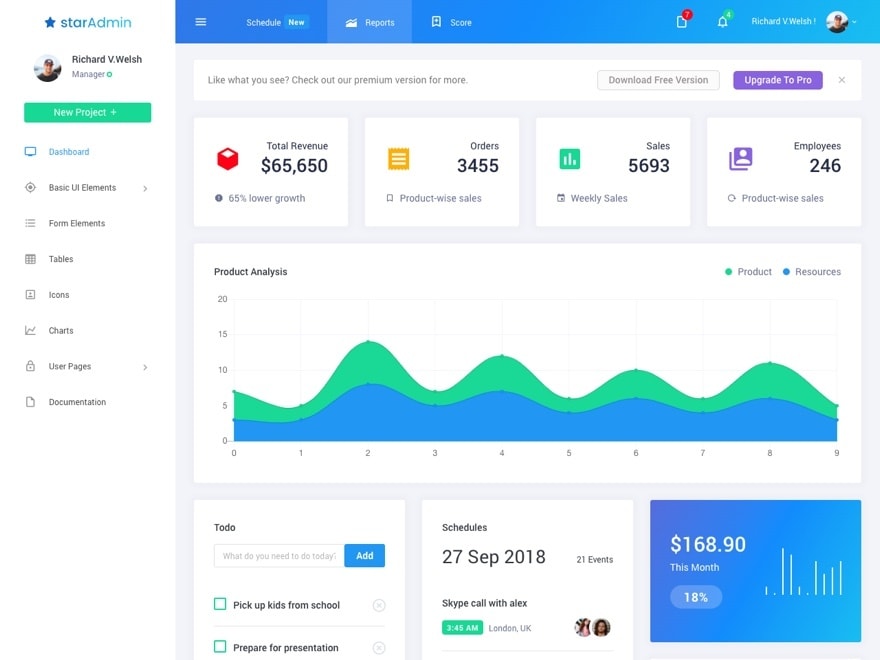 starAdmin
Schedule New
Reports
Score
7
4
Richard V.Welsh !
Richard V.Welsh
Manager
New Project +
Dashboard
Basic UI Elements
Form Elements
Tables
Icons
Charts
User Pages
Documentation
Like what you see? Check out our premium version for more.
Download Free Version
Upgrade To Pro
Total Revenue
$65,650
65% lower growth
Orders
3455
Product-wise sales
Sales
5693
Weekly Sales
Employees
246
Product-wise sales
Product Analysis
Product
Resources
20
15
10
5
0
0 1 2 3 4 5 6 7 8 9
Todo
What do you need to do today?
Add
Pick up kids from school
Prepare for presentation
Schedules
27 Sep 2018
21 Events
Skype call with alex
3:45 AM London, UK
$168.90
This Month
18%